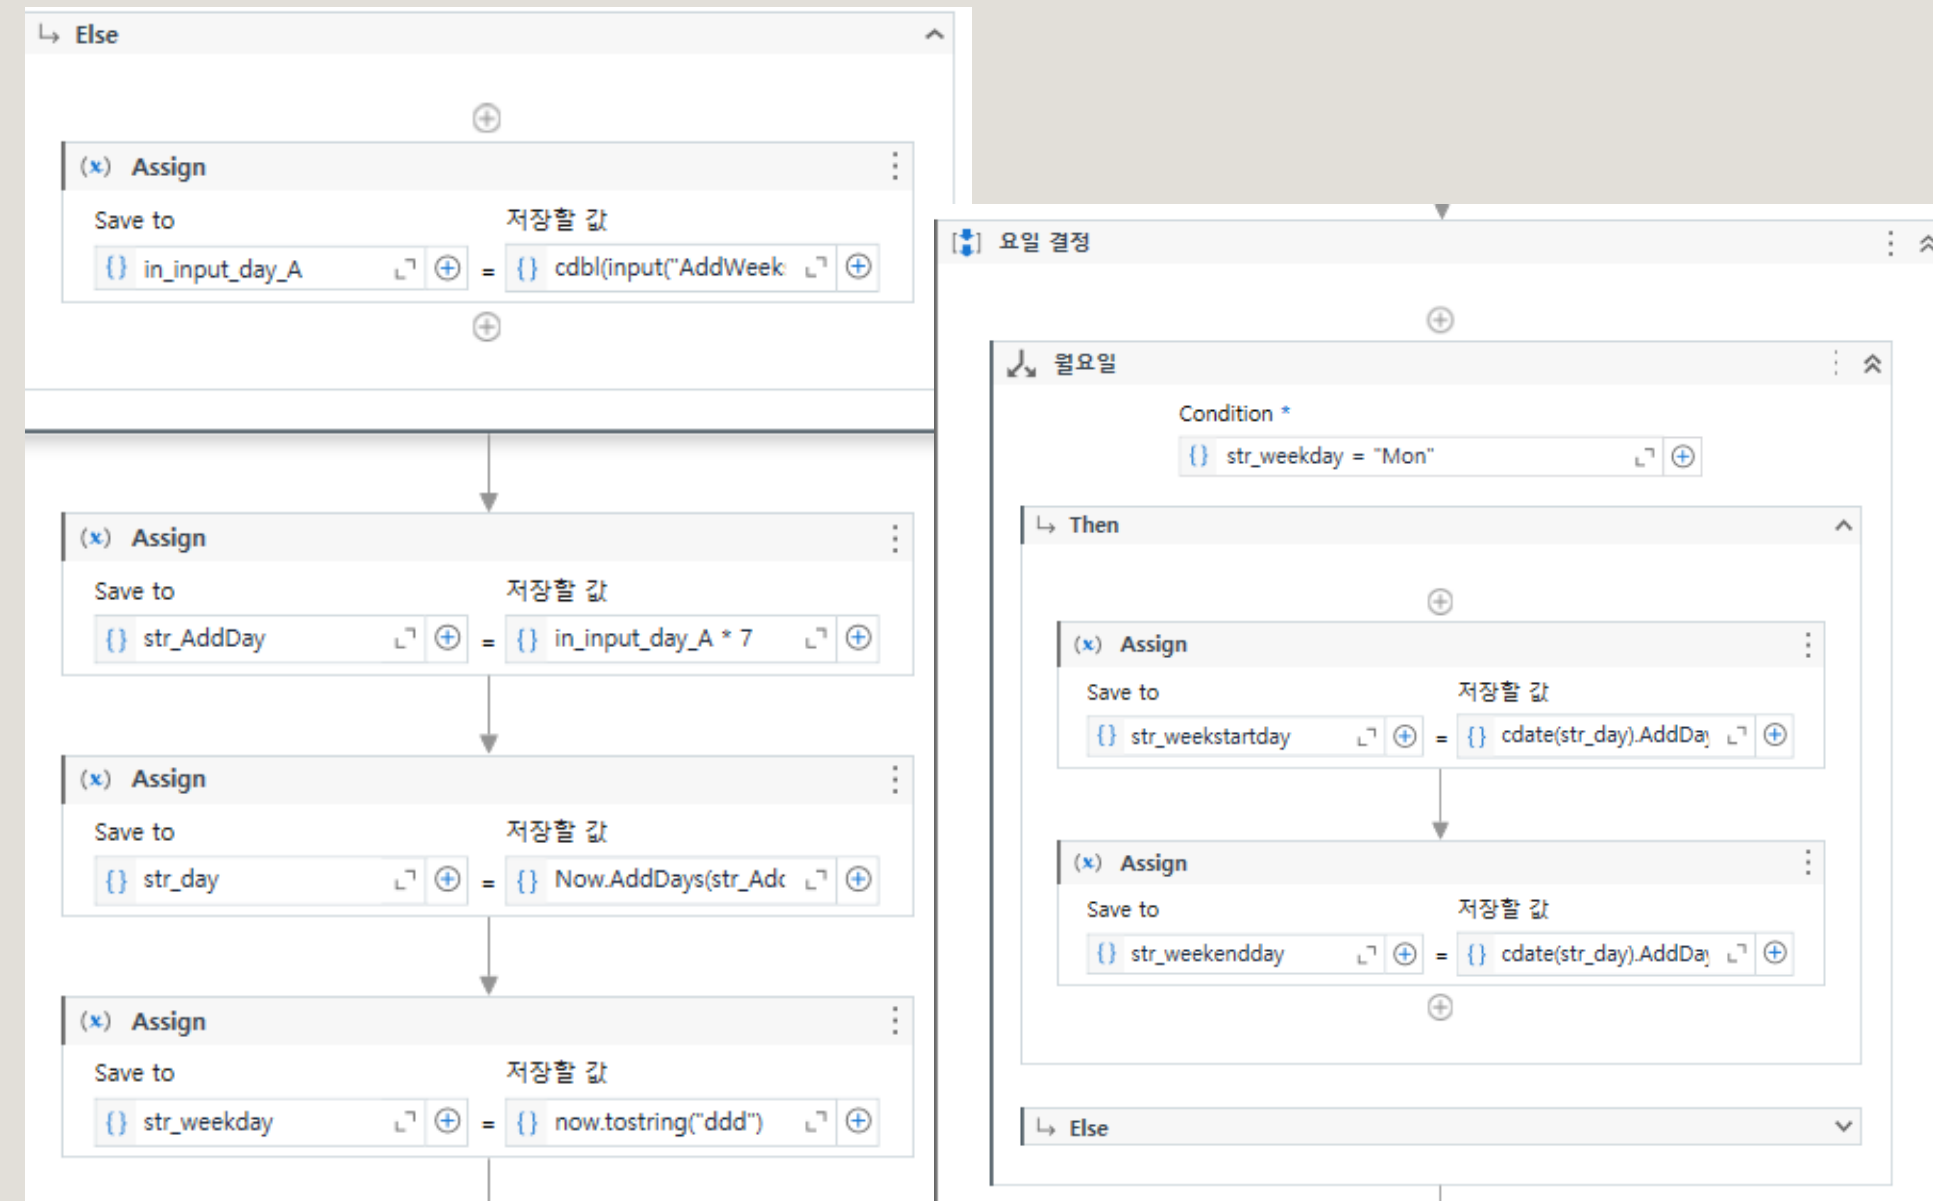 Else
(x) Assign
Save to
저장할 값
{} in_input_day_A
=
{} cdbl(input("AddWeek
(x) Assign
Save to
저장할 값
{} str_AddDay
=
{} in_input_day_A * 7
(x) Assign
Save to
저장할 값
{} str_day
=
{} Now.AddDays(str_Add
(x) Assign
Save to
저장할 값
{} str_weekday
=
{} now.tostring("ddd")
요일 결정
월요일
Condition *
{} str_weekday = "Mon"
Then
(x) Assign
Save to
저장할 값
{} str_weekstartday
=
{} cdate(str_day).AddDay
(x) Assign
Save to
저장할 값
{} str_weekendday
=
{} cdate(str_day).AddDay
Else